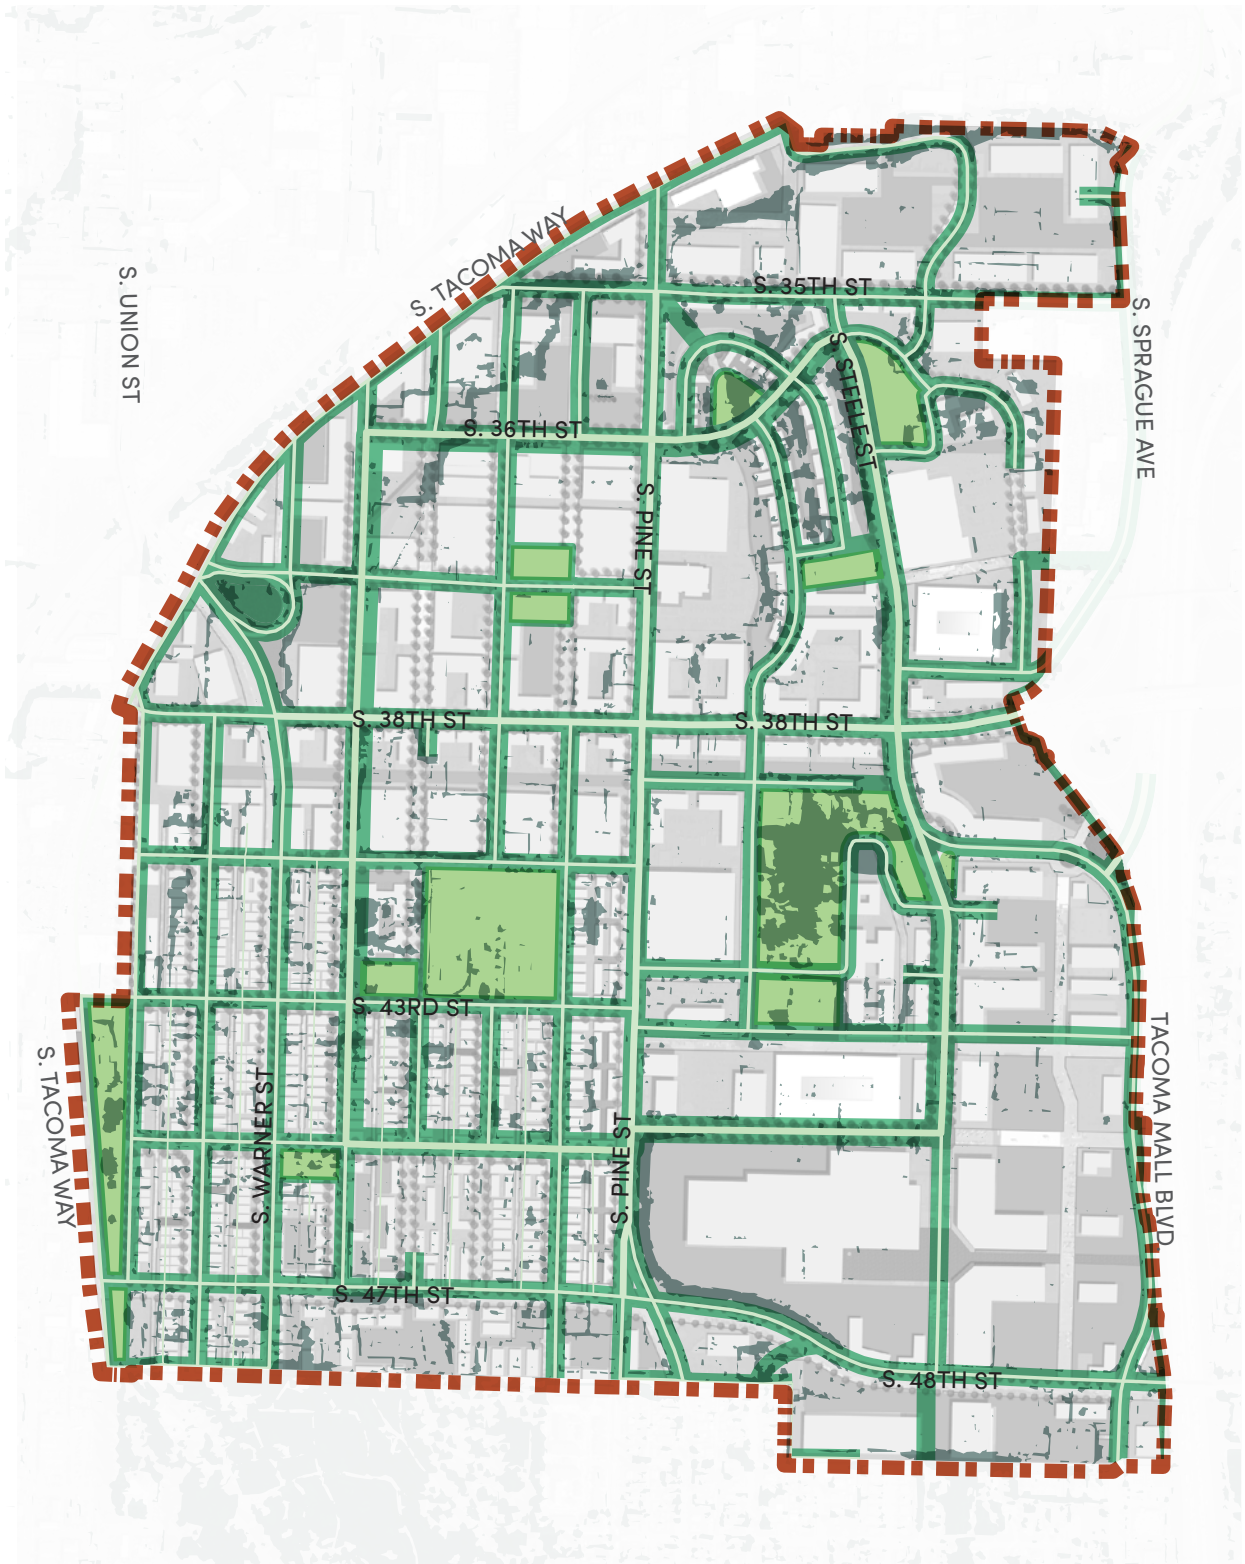 S. TACOMA WAY
S. UNION ST
S. 35TH ST
S. SPRAGUE AVE
S. STEELE ST
S. 36TH ST
S. PINE ST
S. 38TH ST
S. 38TH ST
S. 43RD ST
S. TACOMA WAY
S. WARNER ST
S. PINE ST
TACOMA MALL BLVD
S. 47TH ST
S. 48TH ST